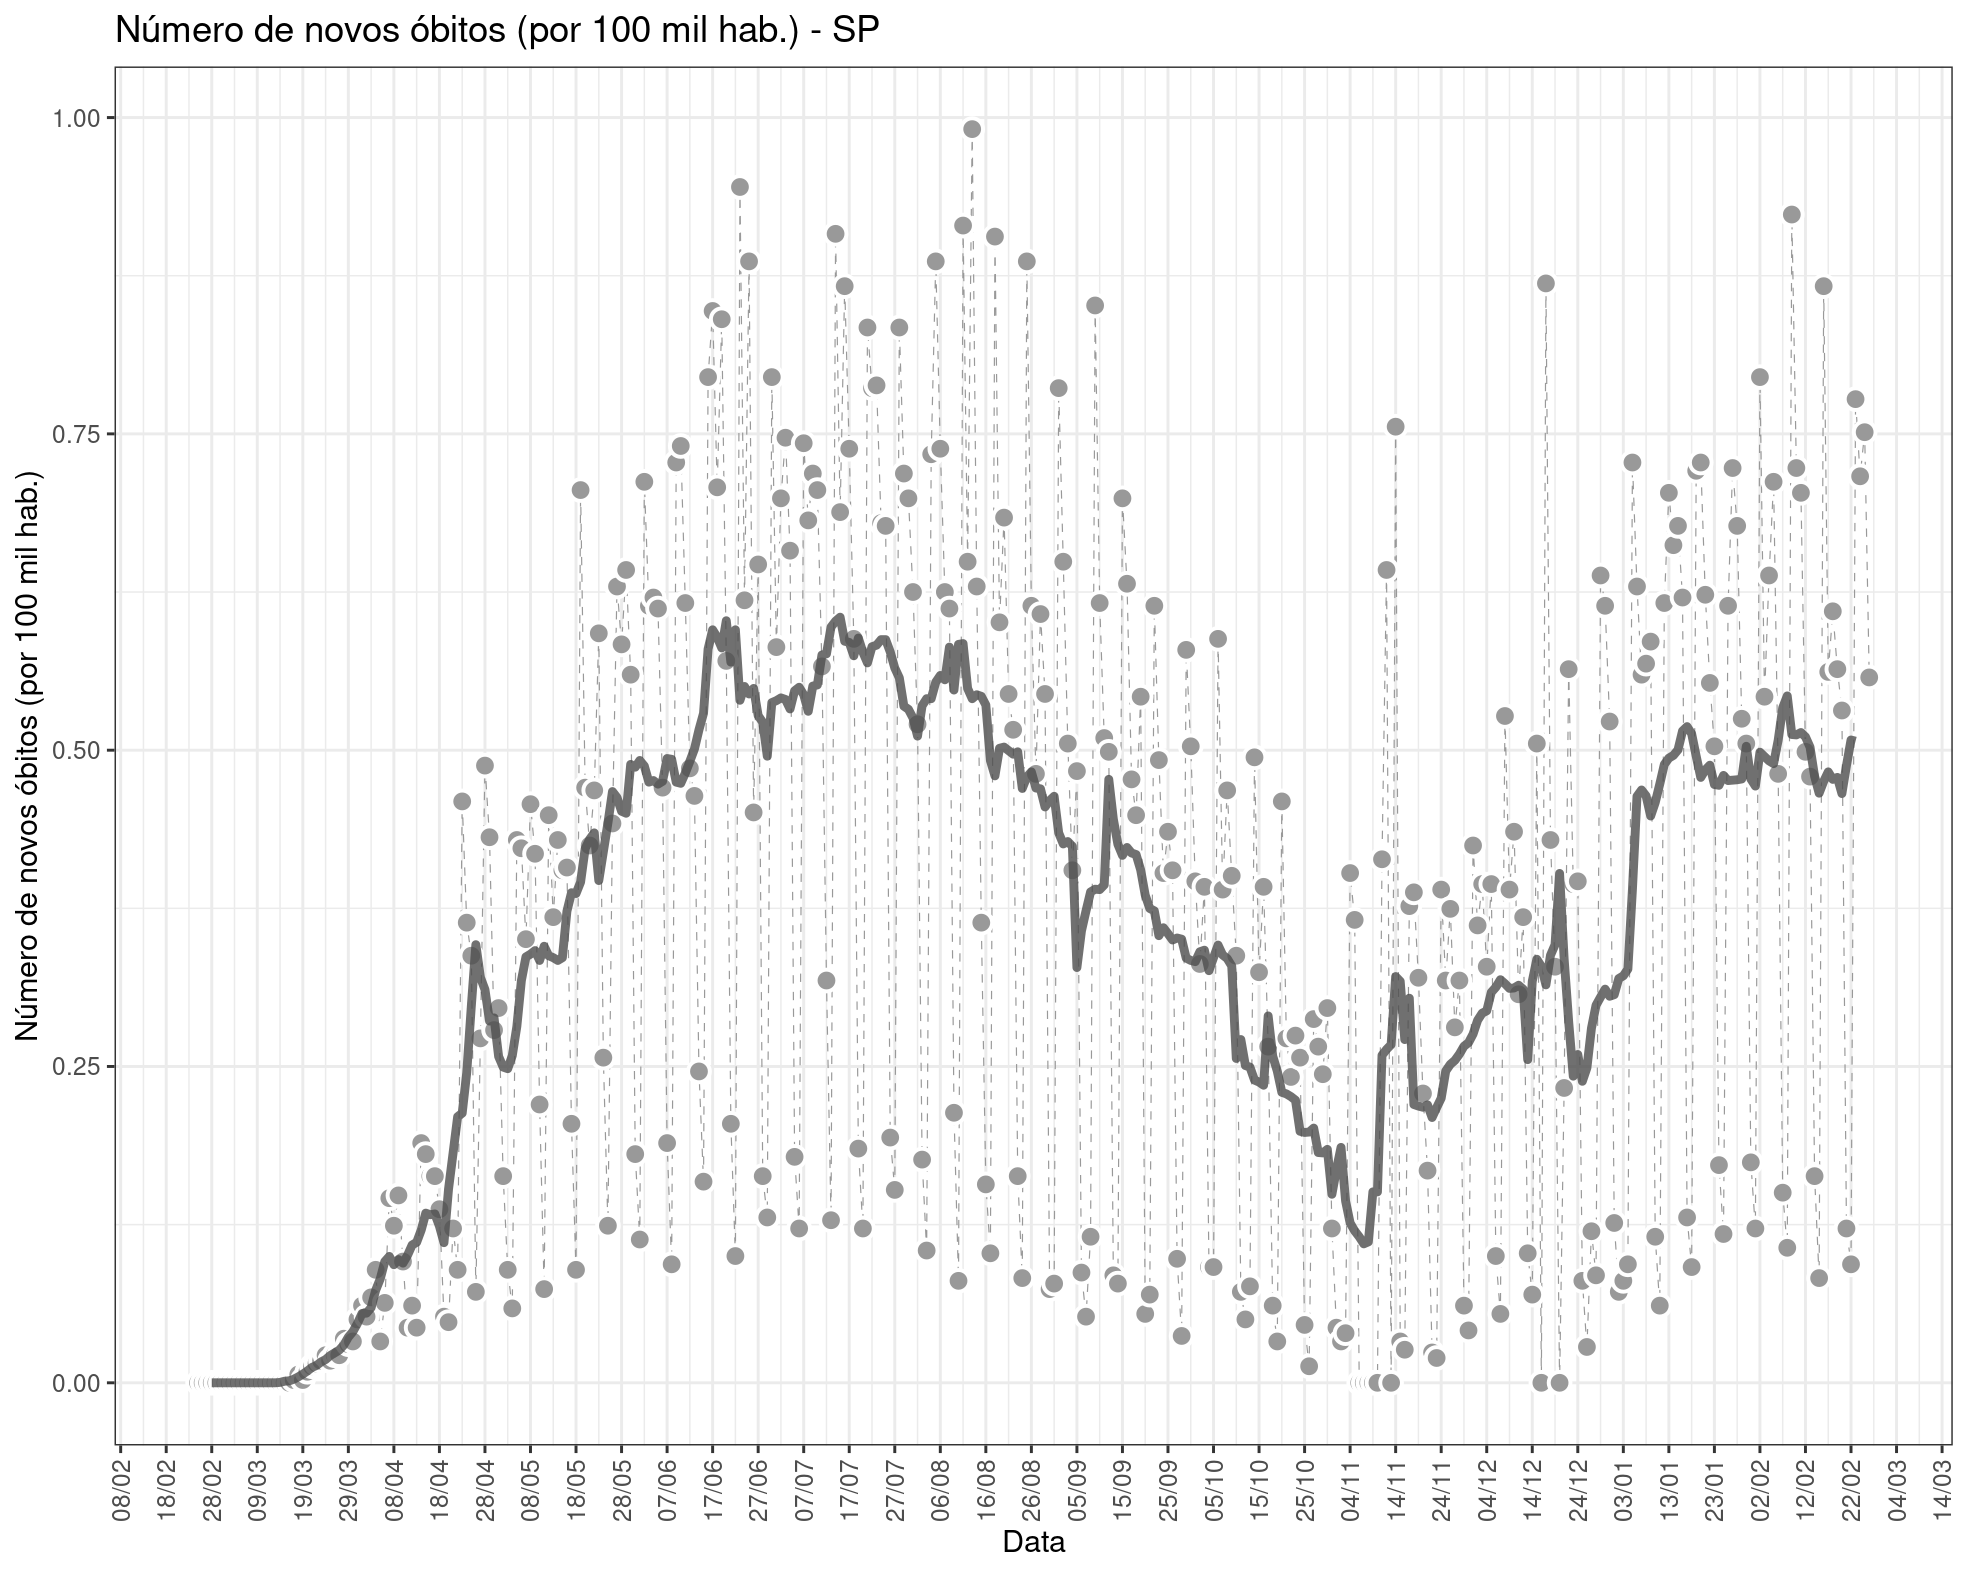 Número de novos óbitos (por 100 mil hab.) - SP
Número de novos óbitos (por 100 mil hab.)
1.00
0.75
0.50
0.25
0.00
08/02 18/02 28/02 09/03 19/03 29/03 08/04 18/04 28/04 08/05 18/05 28/05 07/06 17/06 27/06 07/07 17/07 27/07 06/08 16/08 26/08 05/09 15/09 25/09 05/10 15/10 25/10 04/11 14/11 24/11 04/12 14/12 24/12 03/01 13/01 23/01 02/02 12/02 22/02 04/03 14/03
Data